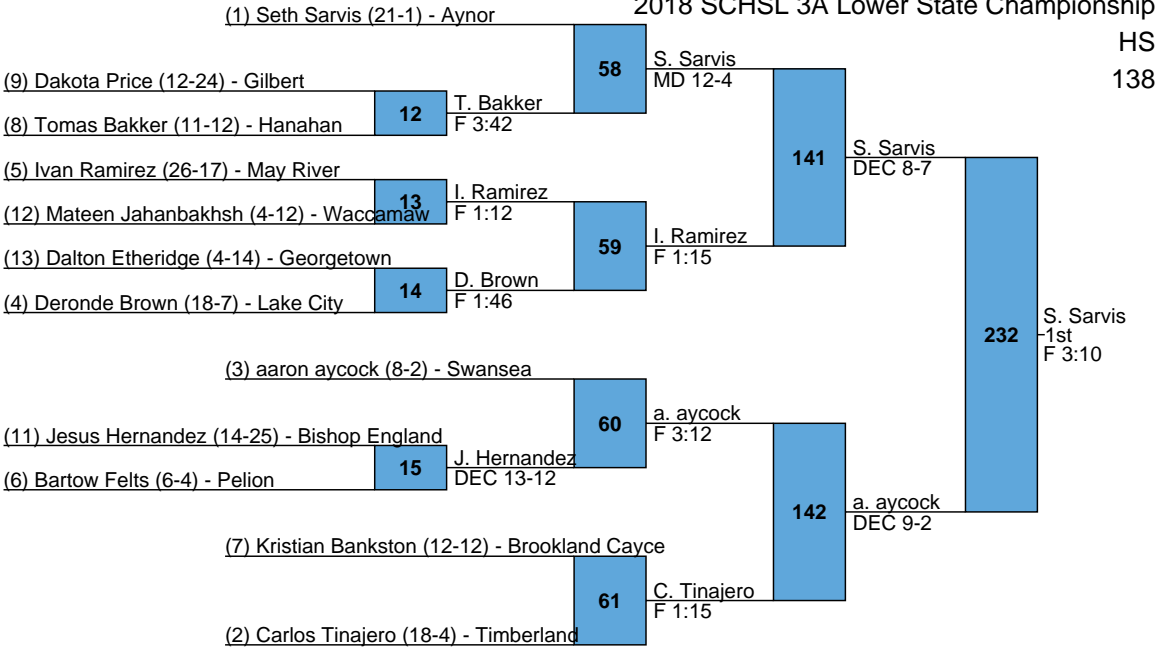 2018 SCHSL 3A Lower State Championship
HS
138
(1) Seth Sarvis (21-1) - Aynor
58
S. Sarvis
MD 12-4
(9) Dakota Price (12-24) - Gilbert
12
T. Bakker
F 3:42
(8) Tomas Bakker (11-12) - Hanahan
141
S. Sarvis
DEC 8-7
(5) Ivan Ramirez (26-17) - May River
13
I. Ramirez
F 1:12
(12) Mateen Jahanbakhsh (4-12) - Waccamaw
59
I. Ramirez
F 1:15
(13) Dalton Etheridge (4-14) - Georgetown
14
D. Brown
F 1:46
(4) Deronde Brown (18-7) - Lake City
232
S. Sarvis
1st
F 3:10
(3) aaron aycock (8-2) - Swansea
60
a. aycock
F 3:12
(11) Jesus Hernandez (14-25) - Bishop England
15
J. Hernandez
DEC 13-12
(6) Bartow Felts (6-4) - Pelion
142
a. aycock
DEC 9-2
(7) Kristian Bankston (12-12) - Brookland Cayce
61
C. Tinajero
F 1:15
(2) Carlos Tinajero (18-4) - Timberland